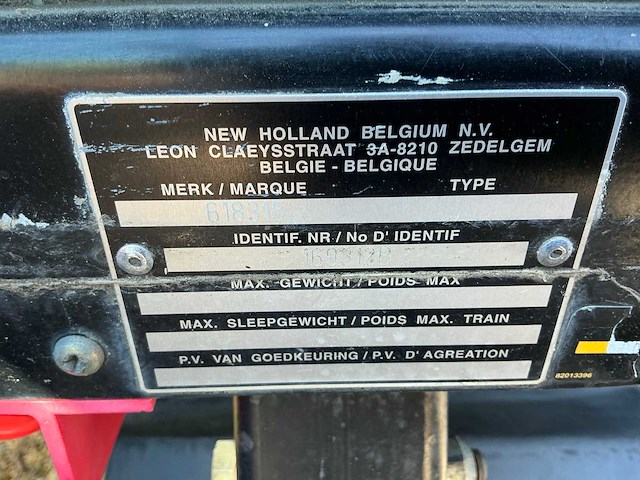 NEW HOLLAND BELGIUM N.V.
LEON CLAEYSSTRAAT 3A-8210 ZEDELGEM
BELGIE - BELGIQUE
MERK / MARQUE TYPE
IDENTIF. NR / No D' IDENTIF
MAX. GEWICHT / POIDS MAX
MAX. SLEEPGEWICHT / POIDS MAX. TRAIN
P.V. VAN GOEDKEURING / P.V. D' AGREATION
82013396